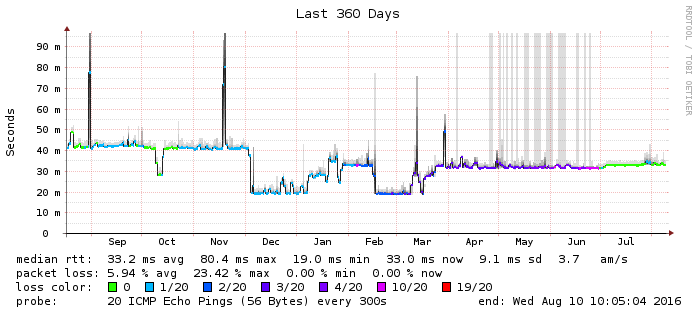 Last 360 Days
RRDTOOL / TOBI OETIKER
Seconds
90 m
80 m
70 m
60 m
50 m
40 m
30 m
20 m
10 m
0
Sep Oct Nov Dec Jan Feb Mar Apr May Jun Jul
median rtt: 33.2 ms avg 80.4 ms max 19.0 ms min 33.0 ms now 9.1 ms sd 3.7 am/s
packet loss: 5.94 % avg 23.42 % max 0.00 % min 0.00 % now
loss color: 0 1/20 2/20 3/20 4/20 10/20 19/20
probe: 20 ICMP Echo Pings (56 Bytes) every 300s end: Wed Aug 10 10:05:04 2016